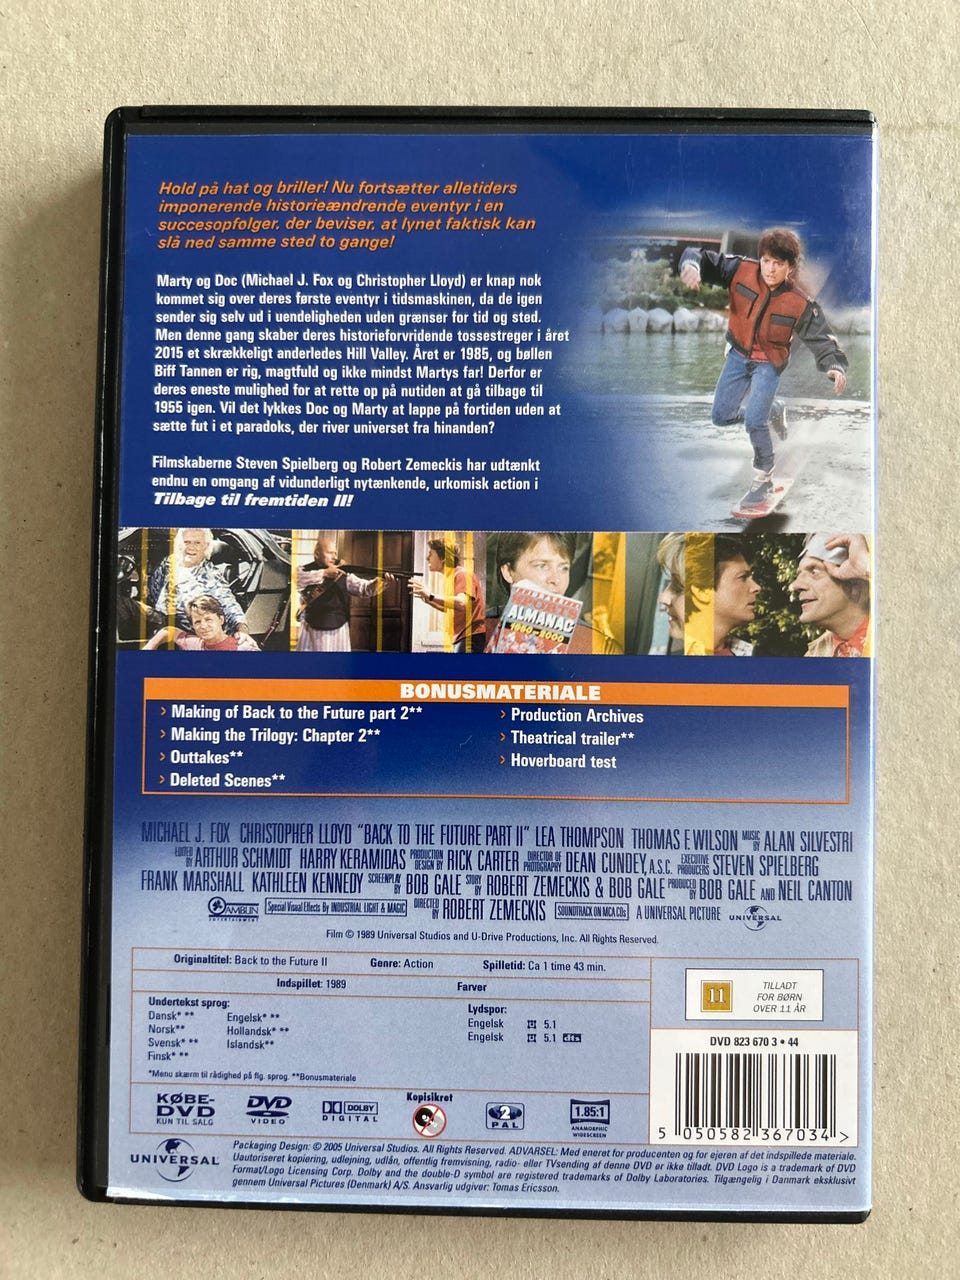 Hold på hat og briller! Nu fortsætter alletiders
imponerende historieændrende eventyr i en
succesopfølger, der beviser, at lynet faktisk kan
slå ned samme sted to gange!
Marty og Doc (Michael J. Fox og Christopher Lloyd) er knap nok
kommet sig over deres første eventyr i tidsmaskinen, da de igen
sender sig selv ud i uendeligheden uden grænser for tid og sted.
Men denne gang skaber deres historieforvridende tossestreger i året
2015 et skrækkeligt anderledes Hill Valley. Året er 1985, og bøllen
Biff Tannen er rig, magtfuld og ikke mindst Martys far! Derfor er
deres eneste mulighed for at rette op på nutiden at gå tilbage til
1955 igen. Vil det lykkes Doc og Marty at lappe på fortiden uden at
sætte fut i et paradoks, der river universet fra hinanden?
Filmskaberne Steven Spielberg og Robert Zemeckis har udtænkt
endnu en omgang af vidunderligt nytænkende, urkomisk action i
Tilbage til fremtiden II!
SPORTS
ALMANAC
1950-2000
BONUSMATERIALE
› Making of Back to the Future part 2**
› Making the Trilogy: Chapter 2**
› Outtakes**
› Deleted Scenes**
› Production Archives
› Theatrical trailer**
› Hoverboard test
MICHAEL J. FOX CHRISTOPHER LLOYD "BACK TO THE FUTURE PART II" LEA THOMPSON THOMAS F. WILSON MUSIC BY ALAN SILVESTRI
EDITED BY ARTHUR SCHMIDT HARRY KERAMIDAS PRODUCTION DESIGN BY RICK CARTER DIRECTOR OF PHOTOGRAPHY DEAN CUNDEY, A.S.C. EXECUTIVE PRODUCERS STEVEN SPIELBERG
FRANK MARSHALL KATHLEEN KENNEDY SCREENPLAY BY BOB GALE STORY BY ROBERT ZEMECKIS & BOB GALE PRODUCED BY BOB GALE AND NEIL CANTON
AMBLIN ENTERTAINMENT Special Visual Effects By INDUSTRIAL LIGHT & MAGIC DIRECTED BY ROBERT ZEMECKIS SOUNDTRACK ON MCA CDs A UNIVERSAL PICTURE UNIVERSAL
Film © 1989 Universal Studios and U-Drive Productions, Inc. All Rights Reserved.
Originaltitel: Back to the Future II Genre: Action Spilletid: Ca 1 time 43 min.
Indspillet: 1989 Farver
Undertekst sprog:
Dansk* **
Norsk**
Svensk* **
Finsk* **
Engelsk* **
Hollandsk* **
Islandsk**
*Menu skærm til rådighed på flg. sprog. **Bonusmateriale
Lydspor:
Engelsk 5.1
Engelsk 5.1 dts
11
TILLADT
FOR BØRN
OVER 11 ÅR
DVD 823 670 3 • 44
5 050582 367034 >
KØBE-
DVD
KUN TIL SALG
DVD
VIDEO
DOLBY
DIGITAL
Kopisikret
2
PAL
1.85:1
ANAMORPHIC
WIDESCREEN
UNIVERSAL
Packaging Design: © 2005 Universal Studios. All Rights Reserved. ADVARSEL: Med eneret for producenten og for ejeren af det indspillede materiale.
Uautoriseret kopiering, udlejning, udlån, offentlig fremvisning, radio- eller TVsending af denne DVD er ikke tilladt. DVD Logo is a trademark of DVD
Format/Logo Licensing Corp. Dolby and the double-D symbol are registered trademarks of Dolby Laboratories. Tilgængelig i Danmark eksklusivt
gennem Universal Pictures (Denmark) A/S. Ansvarlig udgiver: Tomas Ericsson.